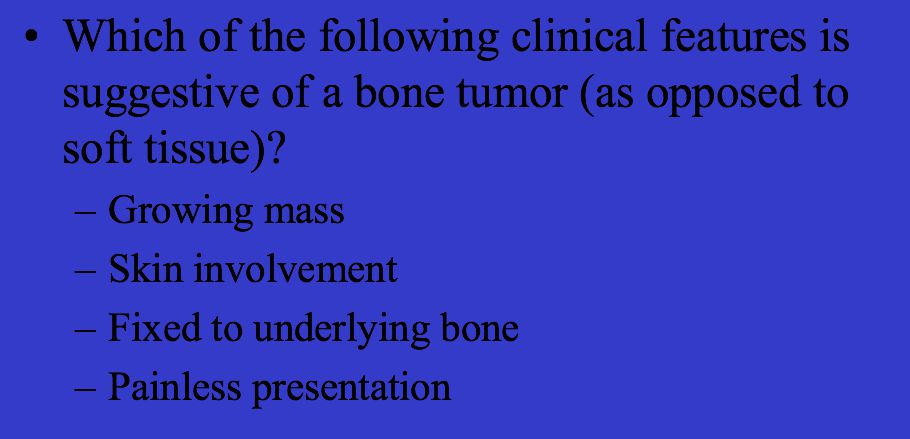 • Which of the following clinical features is
suggestive of a bone tumor (as opposed to
soft tissue)?
– Growing mass
– Skin involvement
– Fixed to underlying bone
– Painless presentation